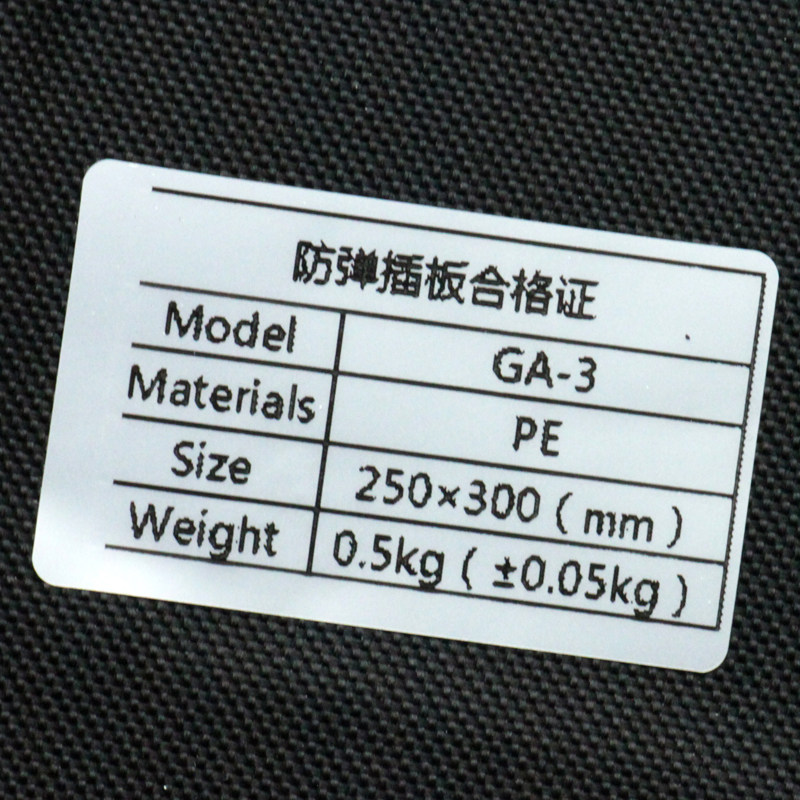 防弹插板合格证
Model GA-3
Materials PE
Size 250×300（mm）
Weight 0.5kg（±0.05kg）